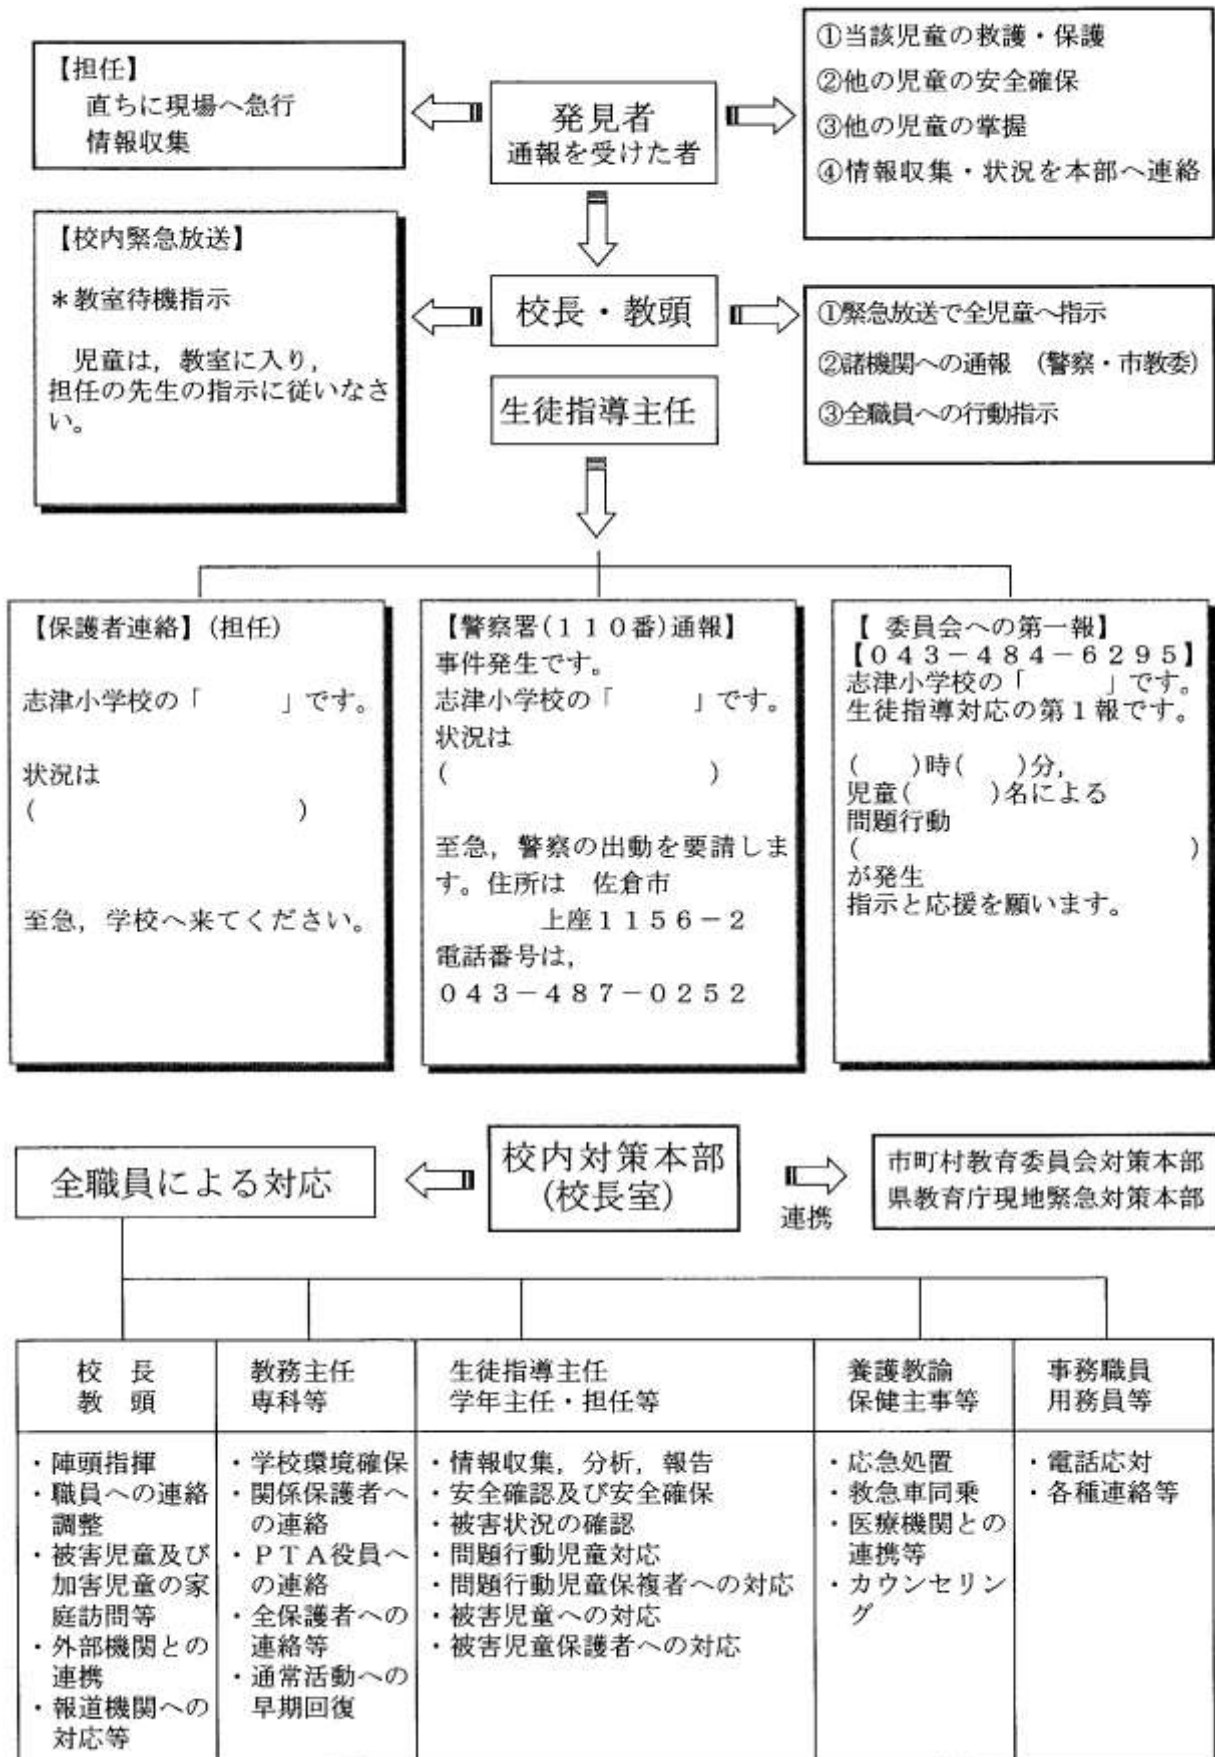 【担任】
直ちに現場へ急行
情報収集
発見者
通報を受けた者
①当該児童の救護・保護
②他の児童の安全確保
③他の児童の掌握
④情報収集・状況を本部へ連絡
【校内緊急放送】
＊教室待機指示
児童は，教室に入り，
担任の先生の指示に従いなさ
い。
校長・教頭
生徒指導主任
①緊急放送で全児童へ指示
②諸機関への通報　（警察・市教委）
③全職員への行動指示
【保護者連絡】（担任）
志津小学校の「　　　」です。
状況は
（　　　　　　　　　　）
至急，学校へ来てください。
【警察署（１１０番）通報】
事件発生です。
志津小学校の「　　　」です。
状況は
（　　　　　　　　　　）
至急，警察の出動を要請しま
す。住所は　佐倉市
上座１１５６－２
電話番号は，
０４３－４８７－０２５２
【 委員会への第一報】
【０４３－４８４－６２９５】
志津小学校の「　　　」です。
生徒指導対応の第１報です。
（　　）時（　　）分，
児童（　　　）名による
問題行動
（　　　　　　　　　　　　）
が発生
指示と応援を願います。
全職員による対応
校内対策本部
（校長室）
連携
市町村教育委員会対策本部
県教育庁現地緊急対策本部
校　長
教　頭
・陣頭指揮
・職員への連絡
調整
・被害児童及び
加害児童の家
庭訪問等
・外部機関との
連携
・報道機関への
対応等
教務主任
専科等
・学校環境確保
・関係保護者へ
の連絡
・ＰＴＡ役員へ
の連絡
・全保護者への
連絡等
・通常活動への
早期回復
生徒指導主任
学年主任・担任等
・情報収集，分析，報告
・安全確認及び安全確保
・被害状況の確認
・問題行動児童対応
・問題行動児童保複者への対応
・被害児童への対応
・被害児童保護者への対応
養護教論
保健主事等
・応急処置
・救急車同乗
・医療機関との
連携等
・カウンセリン
グ
事務職員
用務員等
・電話応対
・各種連絡等